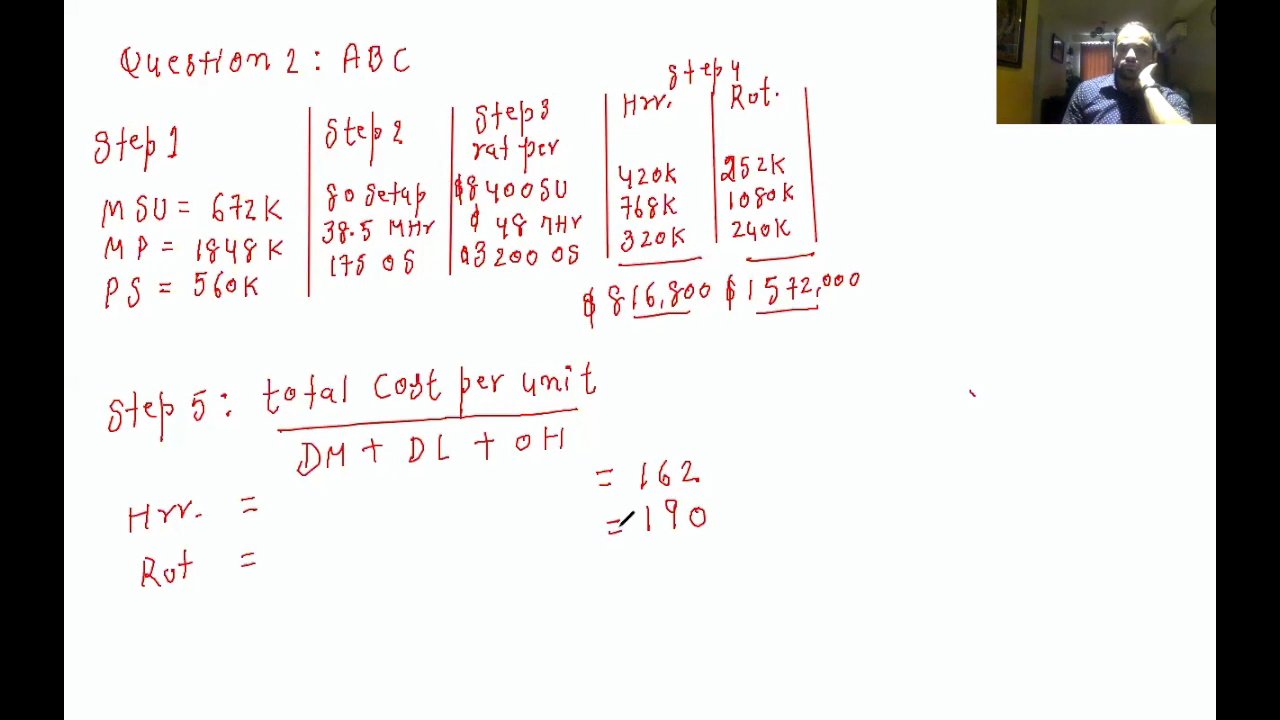 Question 2: ABC
Step 1
MSU = 672K
MP = 1848K
PS = 560K
Step 2
80 Setup
38.5 MHr
175 OS
Step 3
rat per
$8400 SU
$48 MHr
$3200 OS
Step 4
Hrr. Rot.
420K 252K
768K 1080K
320K 240K
$816,800 $1572,000
Step 5: total Cost per unit
DM + DL + OH
Hrr. = = 162
Rot = = 190